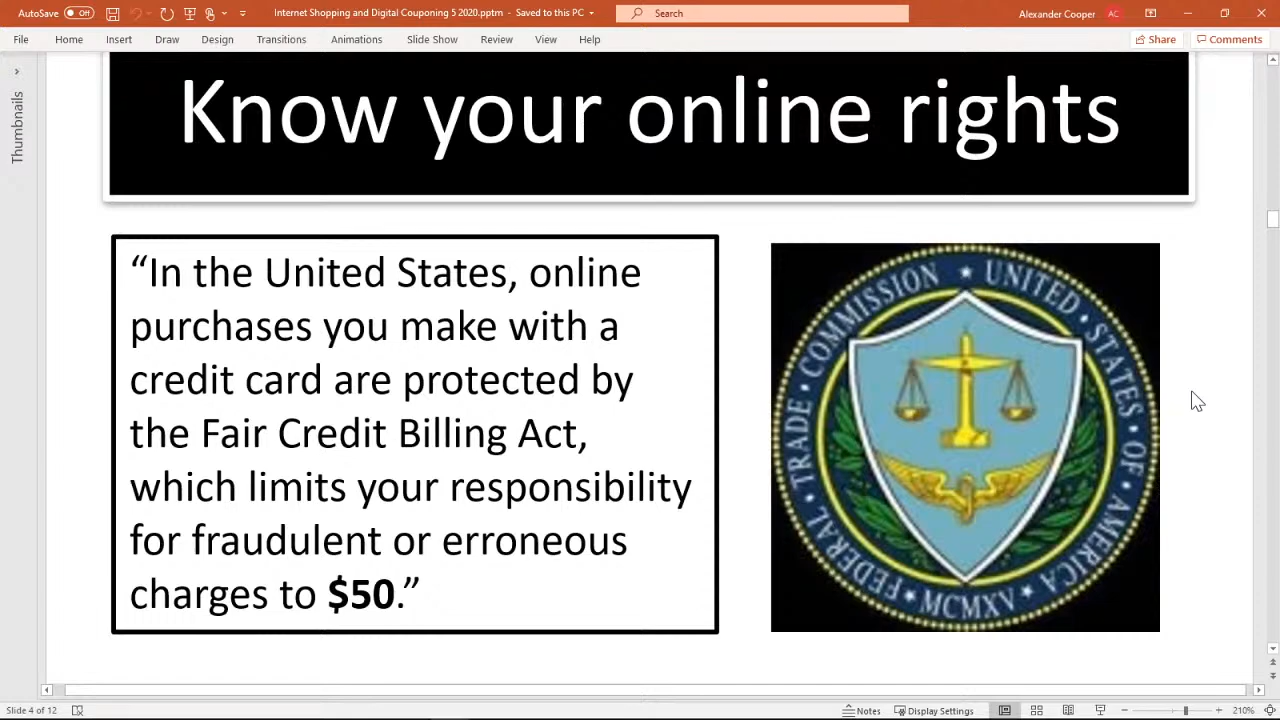 AutoSave Off Internet Shopping and Digital Couponing 5 2020.pptm - Saved to this PC Search Alexander Cooper AC
File Home Insert Draw Design Transitions Animations Slide Show Review View Help Share Comments
Thumbnails
Know your online rights
“In the United States, online
purchases you make with a
credit card are protected by
the Fair Credit Billing Act,
which limits your responsibility
for fraudulent or erroneous
charges to $50.”
FEDERAL TRADE COMMISSION ★ UNITED STATES OF AMERICA
MCMXV
Slide 4 of 12 Notes Display Settings 210%